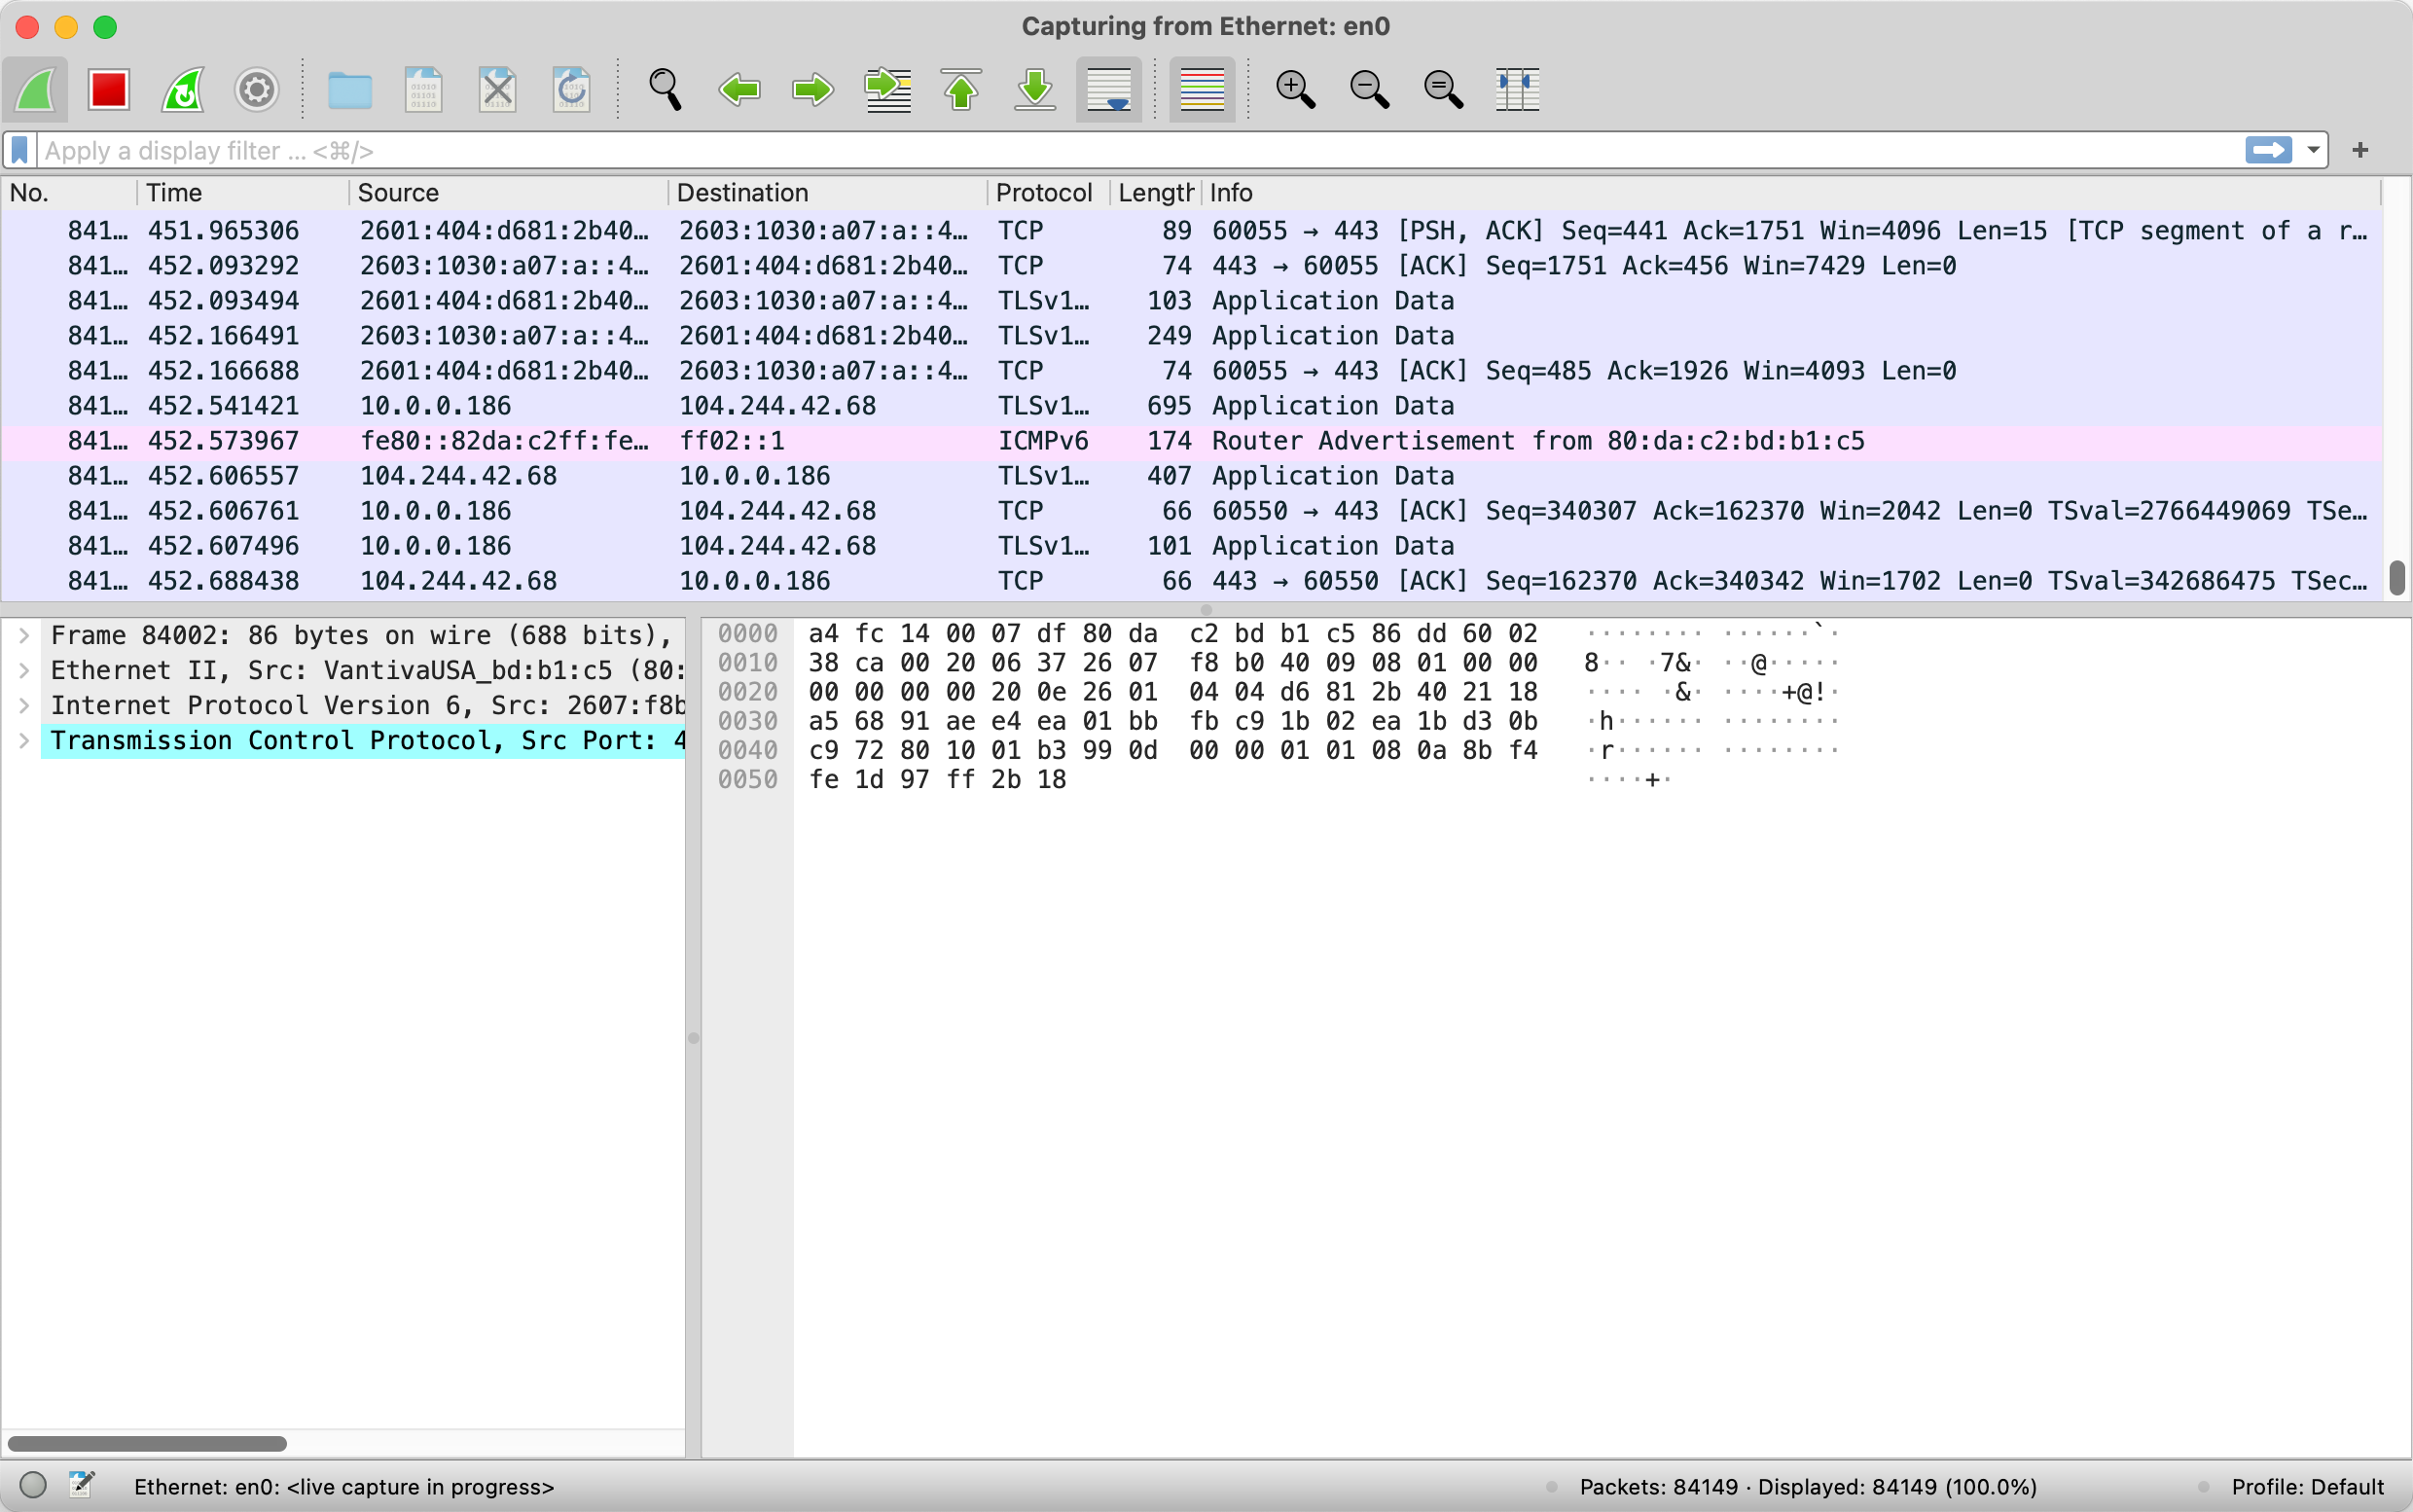 Capturing from Ethernet: en0
Apply a display filter ... <⌘/>
No. Time Source Destination Protocol Length Info
841… 451.965306 2601:404:d681:2b40… 2603:1030:a07:a::4… TCP 89 60055 → 443 [PSH, ACK] Seq=441 Ack=1751 Win=4096 Len=15 [TCP segment of a r…
841… 452.093292 2603:1030:a07:a::4… 2601:404:d681:2b40… TCP 74 443 → 60055 [ACK] Seq=1751 Ack=456 Win=7429 Len=0
841… 452.093494 2601:404:d681:2b40… 2603:1030:a07:a::4… TLSv1… 103 Application Data
841… 452.166491 2603:1030:a07:a::4… 2601:404:d681:2b40… TLSv1… 249 Application Data
841… 452.166688 2601:404:d681:2b40… 2603:1030:a07:a::4… TCP 74 60055 → 443 [ACK] Seq=485 Ack=1926 Win=4093 Len=0
841… 452.541421 10.0.0.186 104.244.42.68 TLSv1… 695 Application Data
841… 452.573967 fe80::82da:c2ff:fe… ff02::1 ICMPv6 174 Router Advertisement from 80:da:c2:bd:b1:c5
841… 452.606557 104.244.42.68 10.0.0.186 TLSv1… 407 Application Data
841… 452.606761 10.0.0.186 104.244.42.68 TCP 66 60550 → 443 [ACK] Seq=340307 Ack=162370 Win=2042 Len=0 TSval=2766449069 TSe…
841… 452.607496 10.0.0.186 104.244.42.68 TLSv1… 101 Application Data
841… 452.688438 104.244.42.68 10.0.0.186 TCP 66 443 → 60550 [ACK] Seq=162370 Ack=340342 Win=1702 Len=0 TSval=342686475 TSec…
Frame 84002: 86 bytes on wire (688 bits),
Ethernet II, Src: VantivaUSA_bd:b1:c5 (80:
Internet Protocol Version 6, Src: 2607:f8b
Transmission Control Protocol, Src Port: 4
0000 a4 fc 14 00 07 df 80 da c2 bd b1 c5 86 dd 60 02 ········ ······`·
0010 38 ca 00 20 06 37 26 07 f8 b0 40 09 08 01 00 00 8·· ·7&· ··@·····
0020 00 00 00 00 20 0e 26 01 04 04 d6 81 2b 40 21 18 ···· ·&· ····+@!·
0030 a5 68 91 ae e4 ea 01 bb fb c9 1b 02 ea 1b d3 0b ·h······ ········
0040 c9 72 80 10 01 b3 99 0d 00 00 01 01 08 0a 8b f4 ·r······ ········
0050 fe 1d 97 ff 2b 18 ····+·
Ethernet: en0: <live capture in progress> Packets: 84149 · Displayed: 84149 (100.0%) Profile: Default